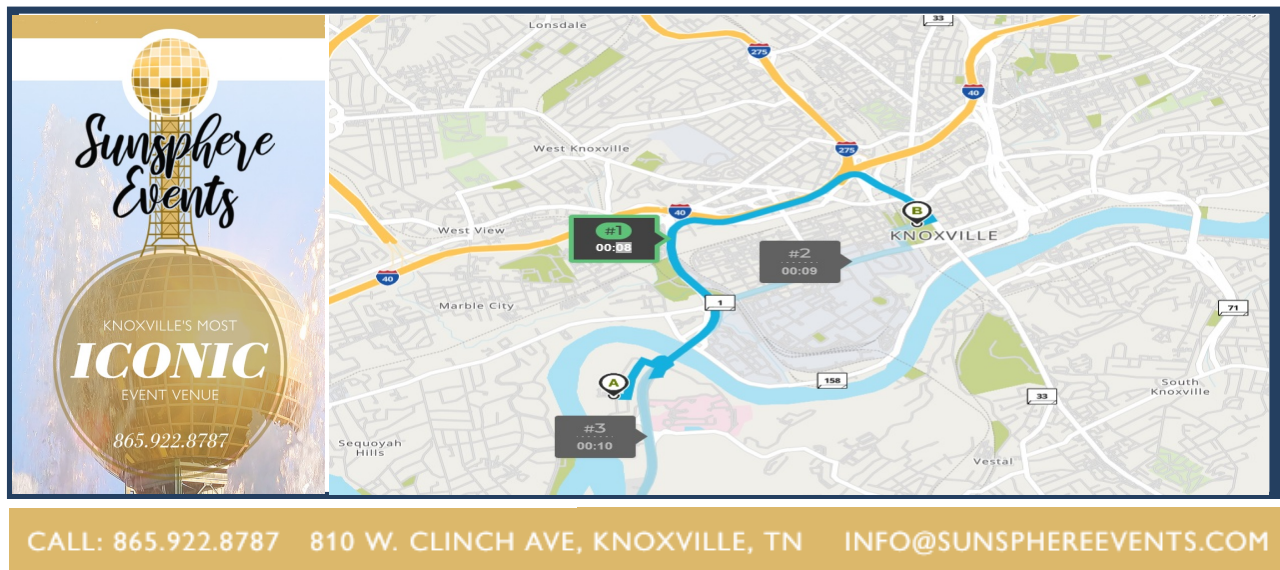 Sunsphere
Events
KNOXVILLE'S MOST
ICONIC
EVENT VENUE
865.922.8787
Lonsdale
33
275
40
275
West Knoxville
40
West View
#1
00:08
B
KNOXVILLE
#2
00:09
40
Marble City
1
71
A
158
33
South
Knoxville
#3
00:10
Sequoyah
Hills
Vestal
CALL: 865.922.8787 810 W. CLINCH AVE, KNOXVILLE, TN INFO@SUNSPHEREEVENTS.COM